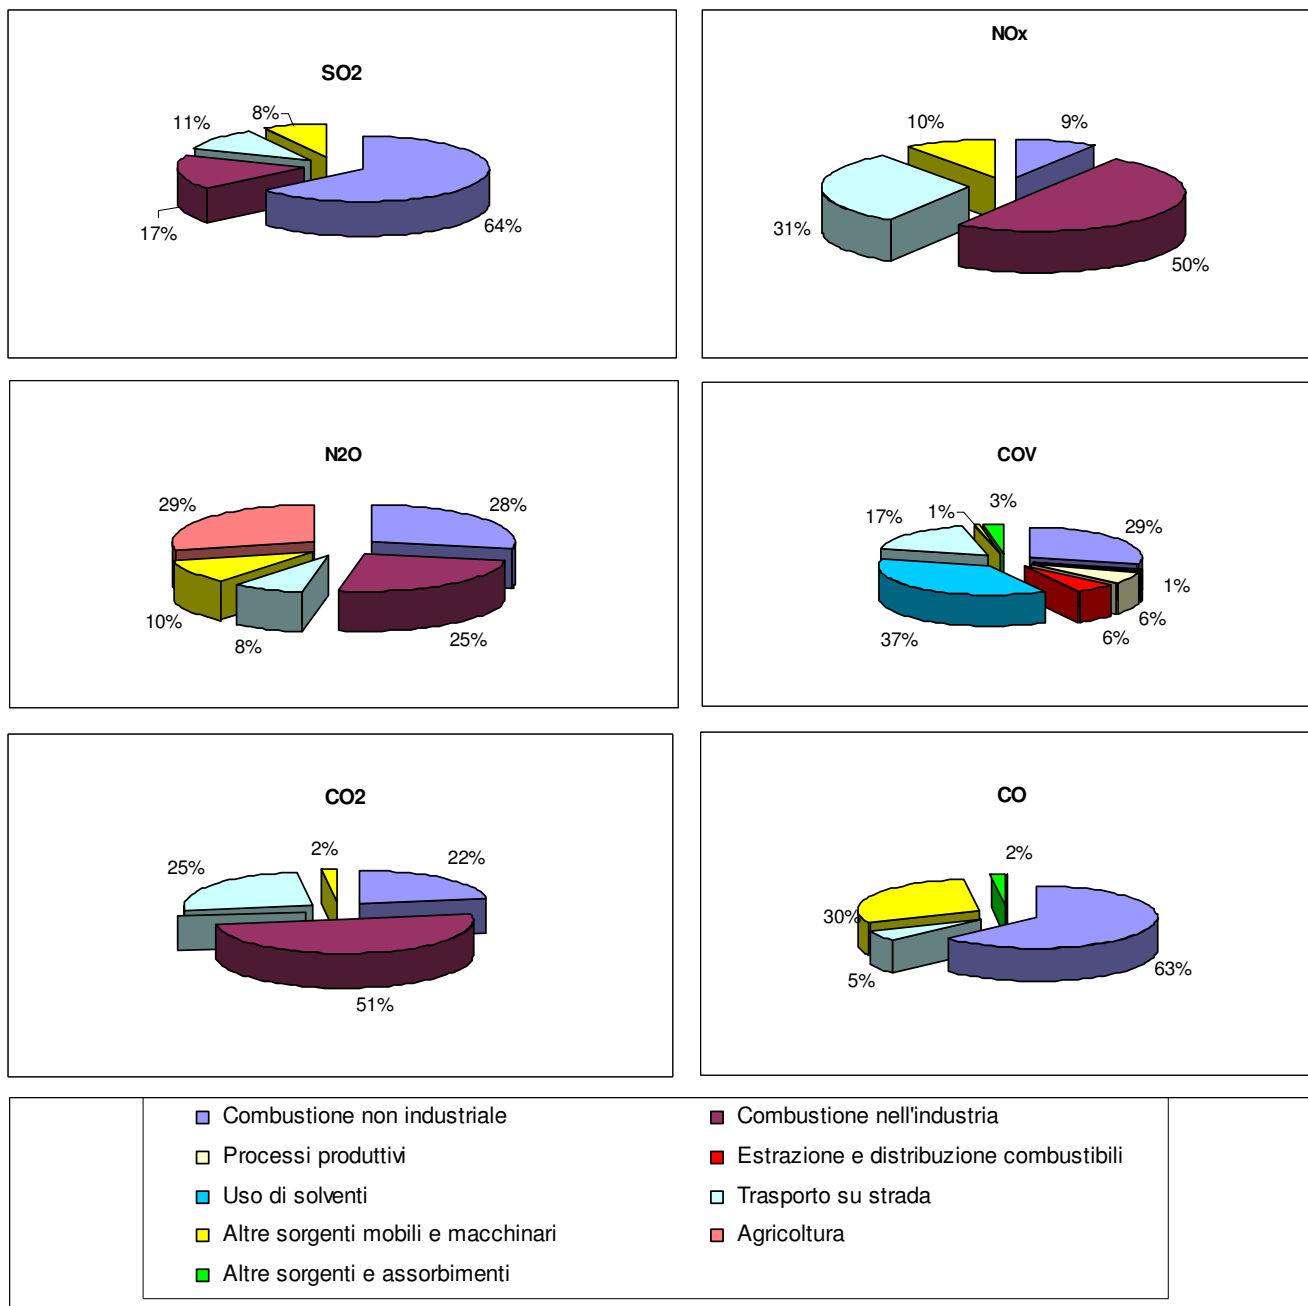 SO2
8%
11%
17%
64%
NOx
10%
9%
31%
50%
N2O
29%
28%
10%
8%
25%
COV
17%
1%
3%
29%
1%
6%
6%
37%
CO2
25%
2%
22%
51%
CO
2%
30%
5%
63%
Combustione non industriale
Combustione nell'industria
Processi produttivi
Estrazione e distribuzione combustibili
Uso di solventi
Trasporto su strada
Altre sorgenti mobili e macchinari
Agricoltura
Altre sorgenti e assorbimenti